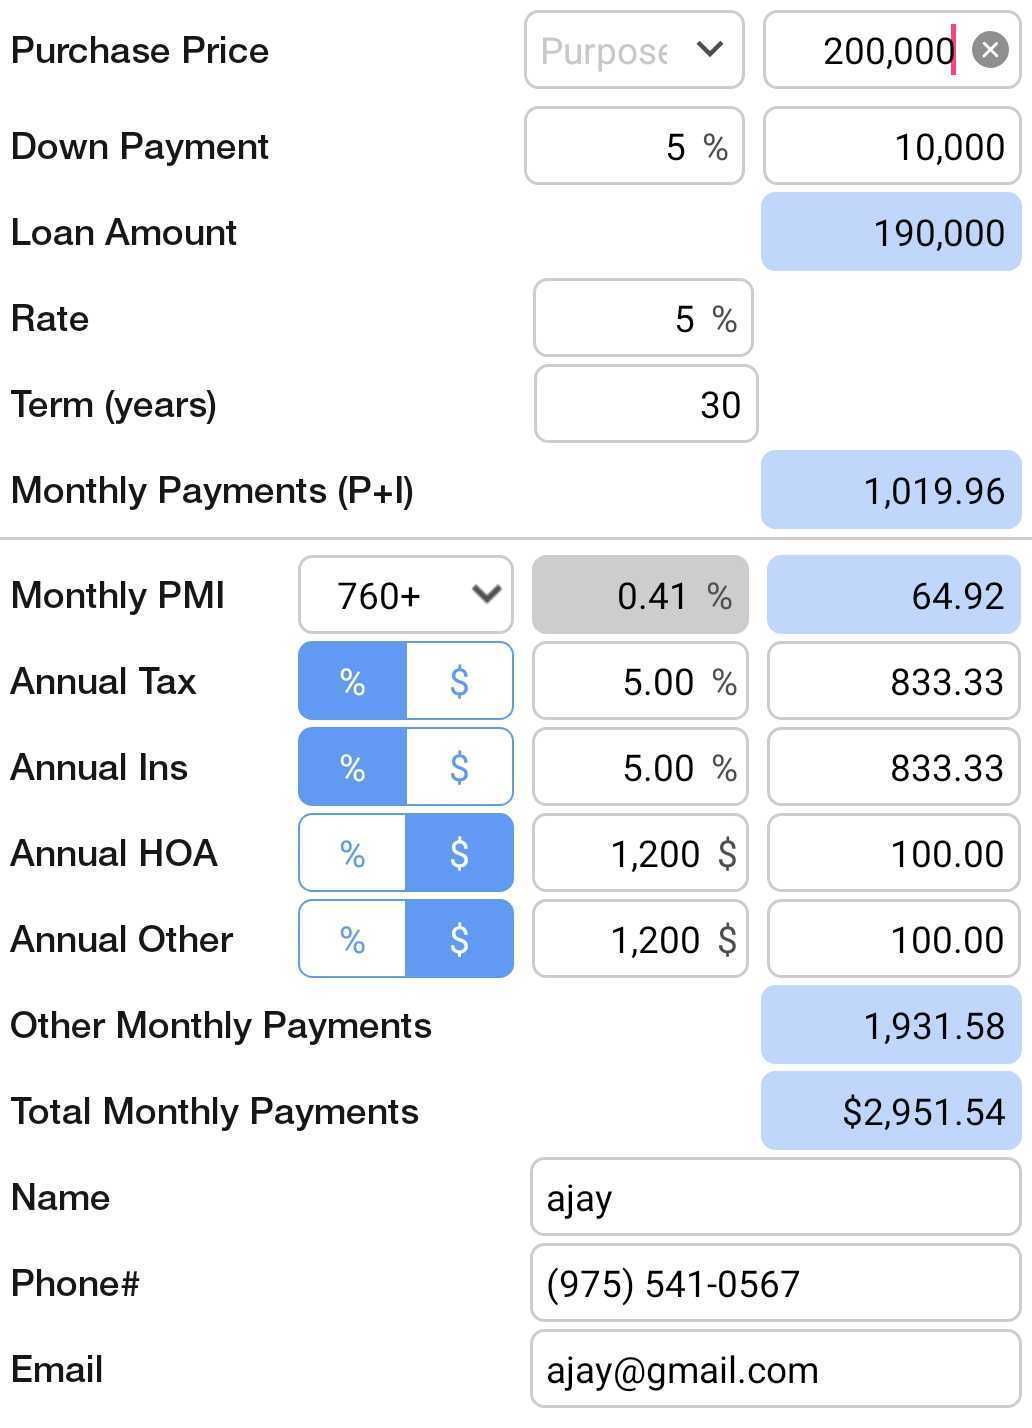 Purchase Price Purpose 200,000
Down Payment 5 % 10,000
Loan Amount 190,000
Rate 5 %
Term (years) 30
Monthly Payments (P+I) 1,019.96
Monthly PMI 760+ 0.41 % 64.92
Annual Tax % $ 5.00 % 833.33
Annual Ins % $ 5.00 % 833.33
Annual HOA % $ 1,200 $ 100.00
Annual Other % $ 1,200 $ 100.00
Other Monthly Payments 1,931.58
Total Monthly Payments $2,951.54
Name ajay
Phone# (975) 541-0567
Email ajay@gmail.com